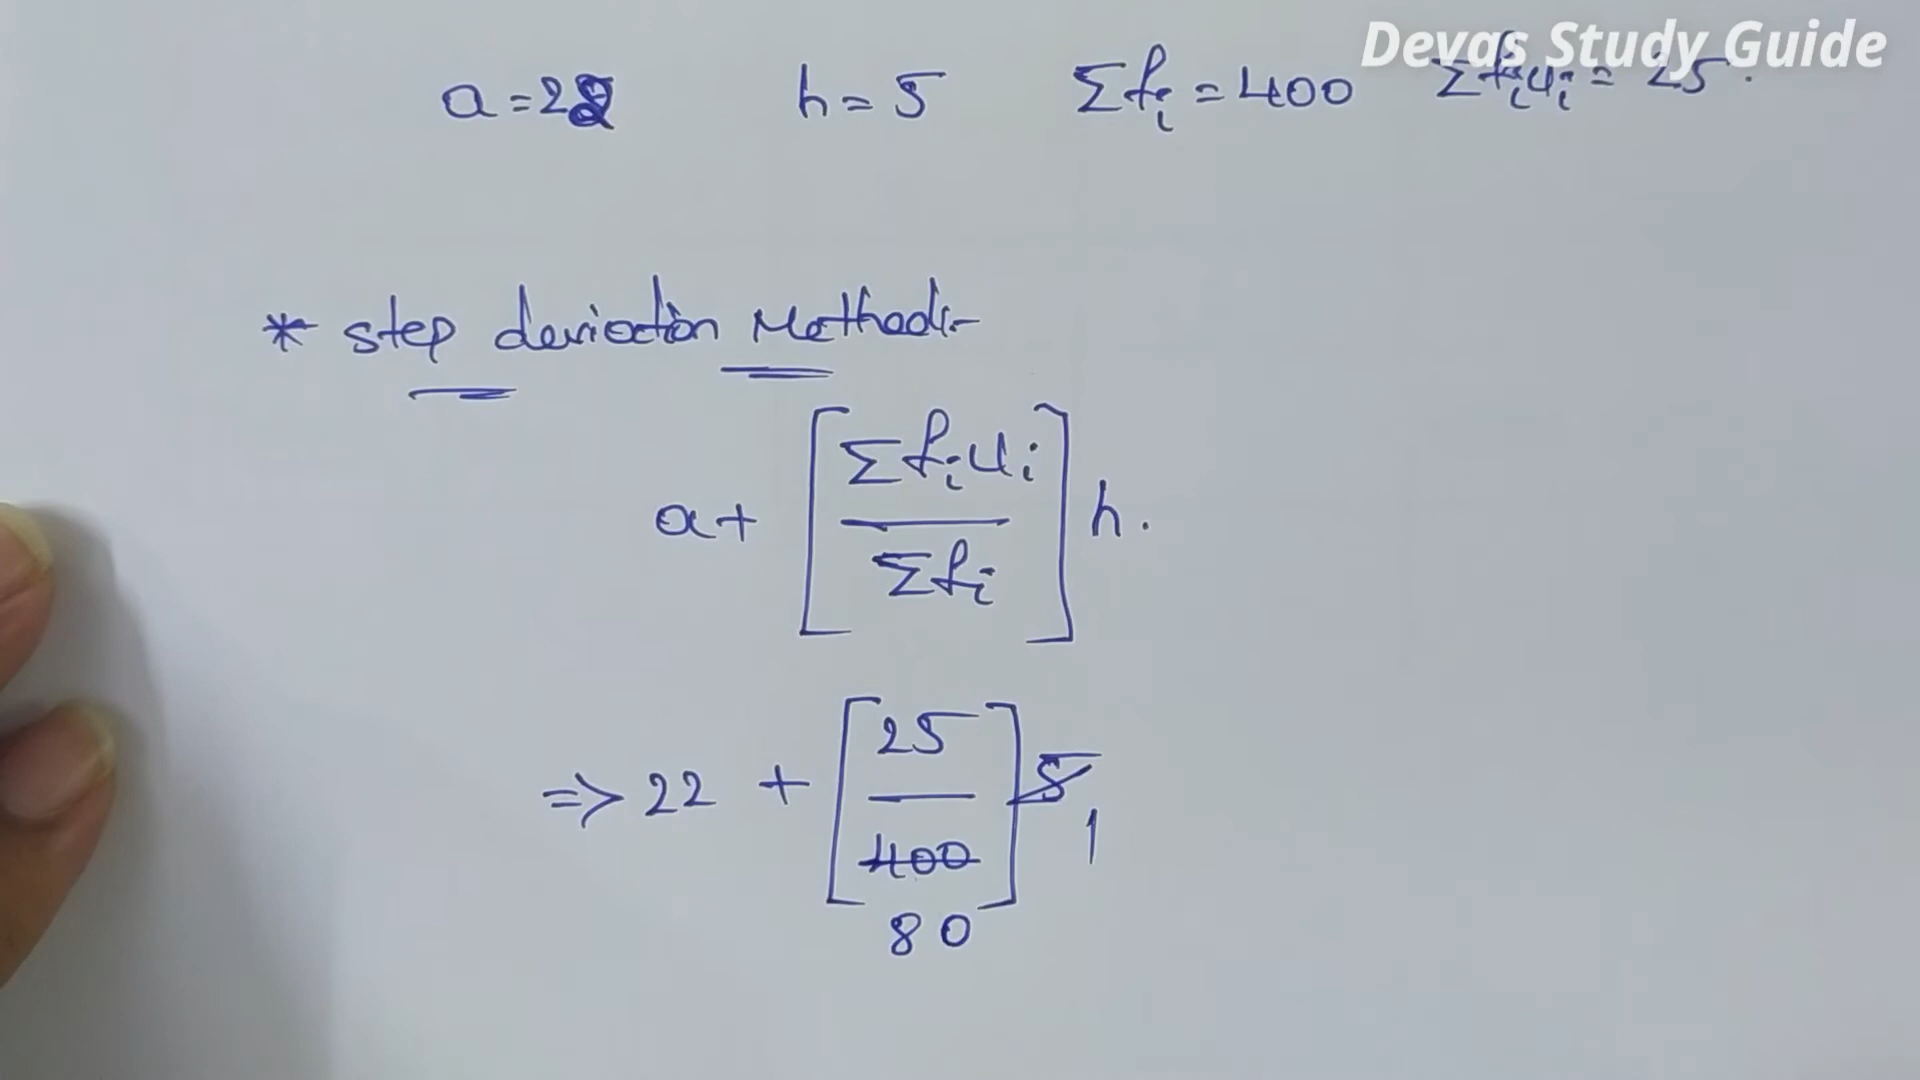 Devas Study Guide
a = 22 h = 5 Σfi = 400 Σfiui = 25.
* step deviation Method:-
a + [Σfiui / Σfi] h.
⇒ 22 + [25 / 400] 5
80 1